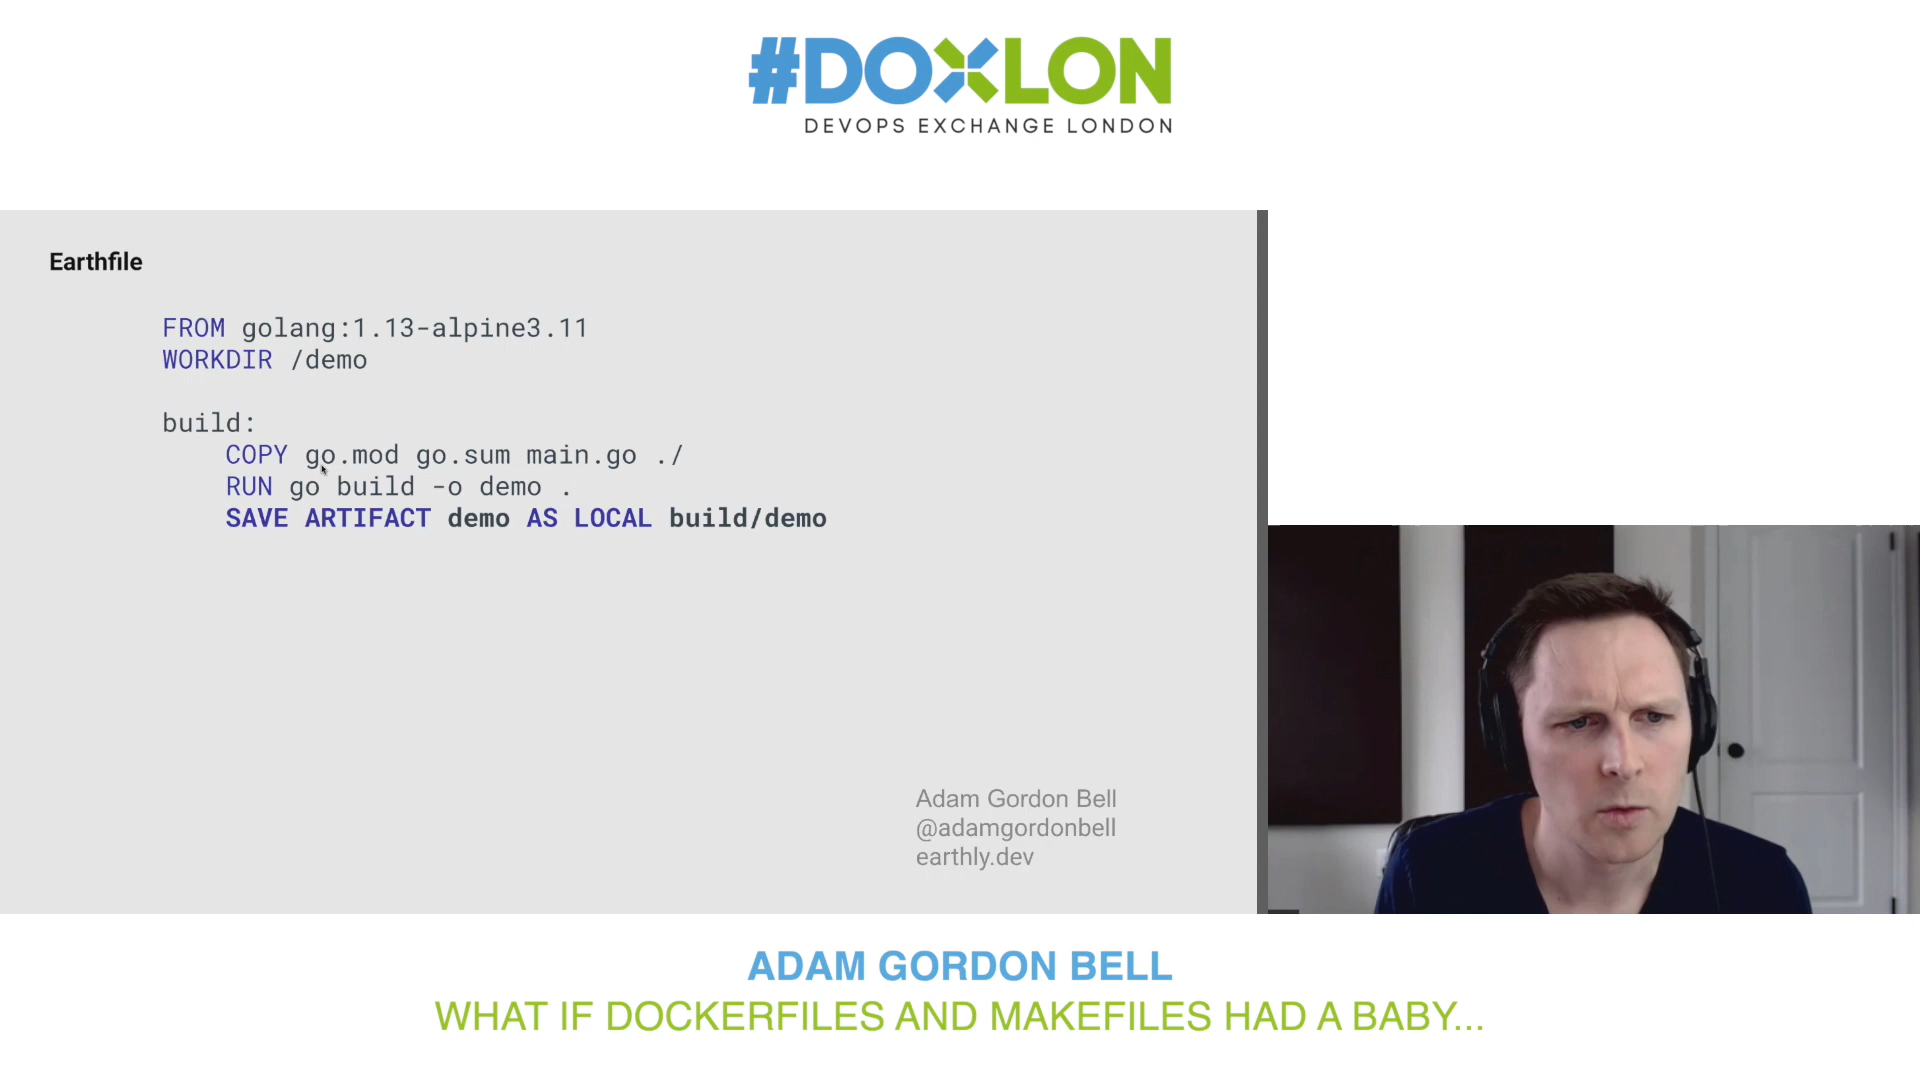 #DOXLON
DEVOPS EXCHANGE LONDON
Earthfile
FROM golang:1.13-alpine3.11
WORKDIR /demo
build:
COPY go.mod go.sum main.go ./
RUN go build -o demo .
SAVE ARTIFACT demo AS LOCAL build/demo
Adam Gordon Bell
@adamgordonbell
earthly.dev
ADAM GORDON BELL
WHAT IF DOCKERFILES AND MAKEFILES HAD A BABY...